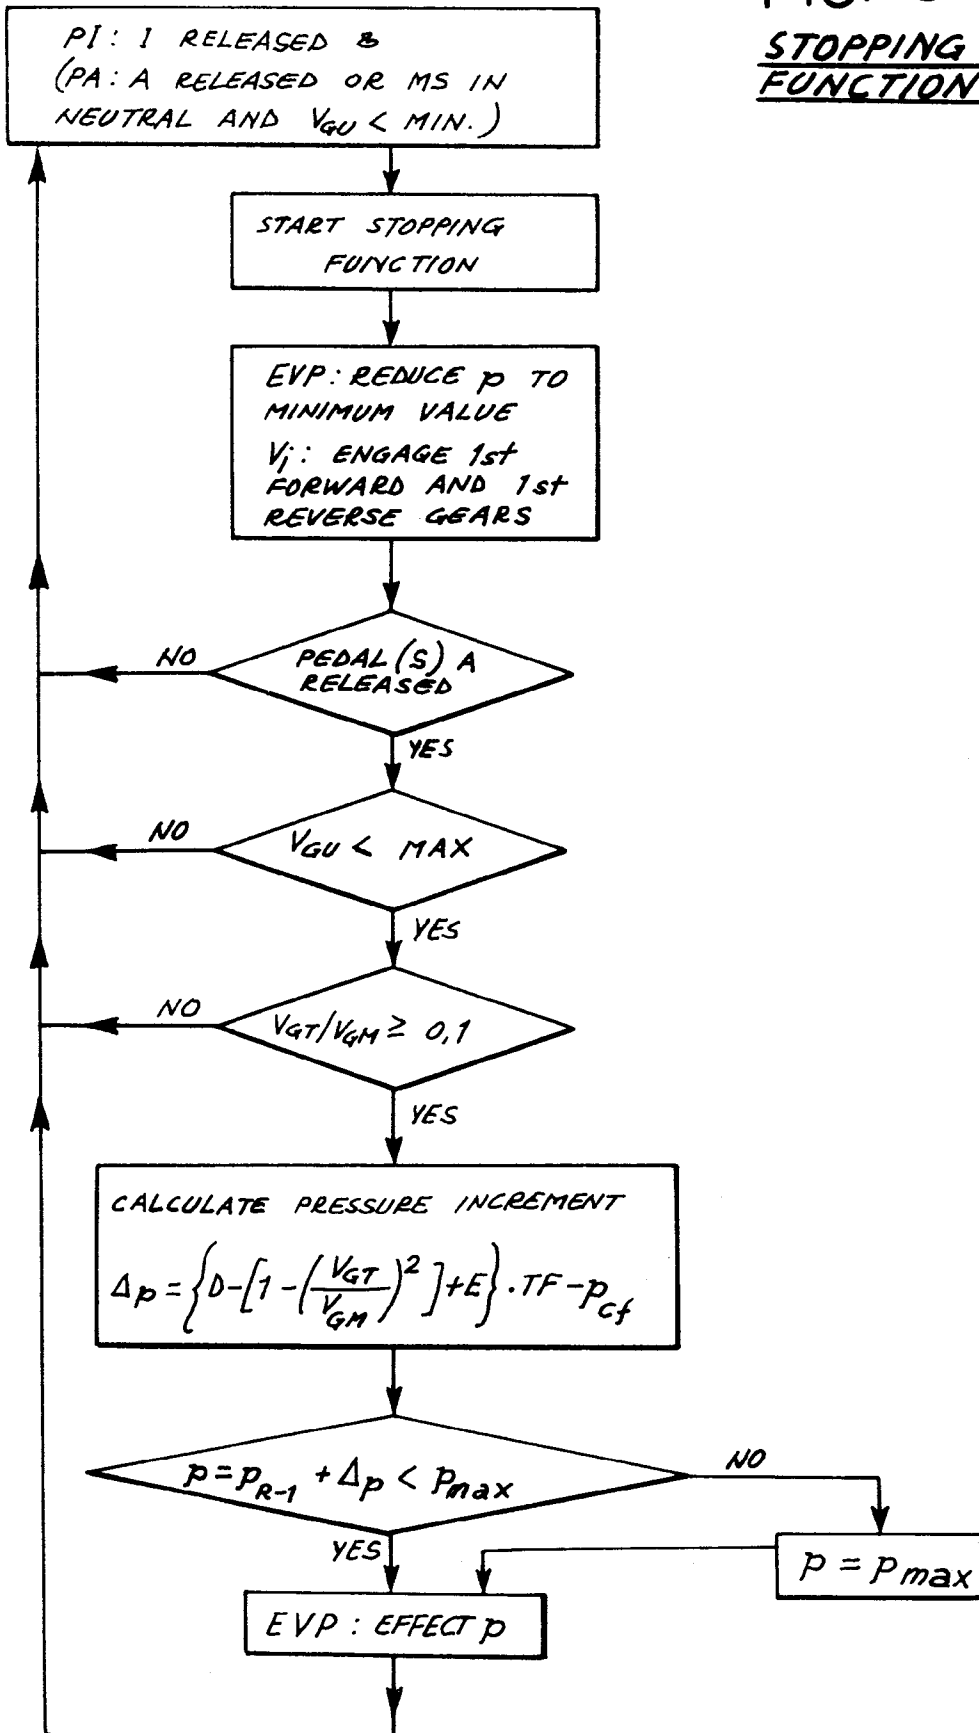 STOPPING
FUNCTION
PI: I RELEASED &
(PA: A RELEASED OR MS IN
NEUTRAL AND VGU < MIN.)
START STOPPING
FUNCTION
EVP: REDUCE p TO
MINIMUM VALUE
Vj: ENGAGE 1st
FORWARD AND 1st
REVERSE GEARS
PEDAL(S) A
RELEASED
NO
YES
VGU < MAX
NO
YES
VGT/VGM ≥ 0,1
NO
YES
CALCULATE PRESSURE INCREMENT
Δp = {D-[1-(VGT/VGM)²]+E}·TF-pcf
p=pR-1 + Δp < pmax
NO
YES
p = pmax
EVP: EFFECT p